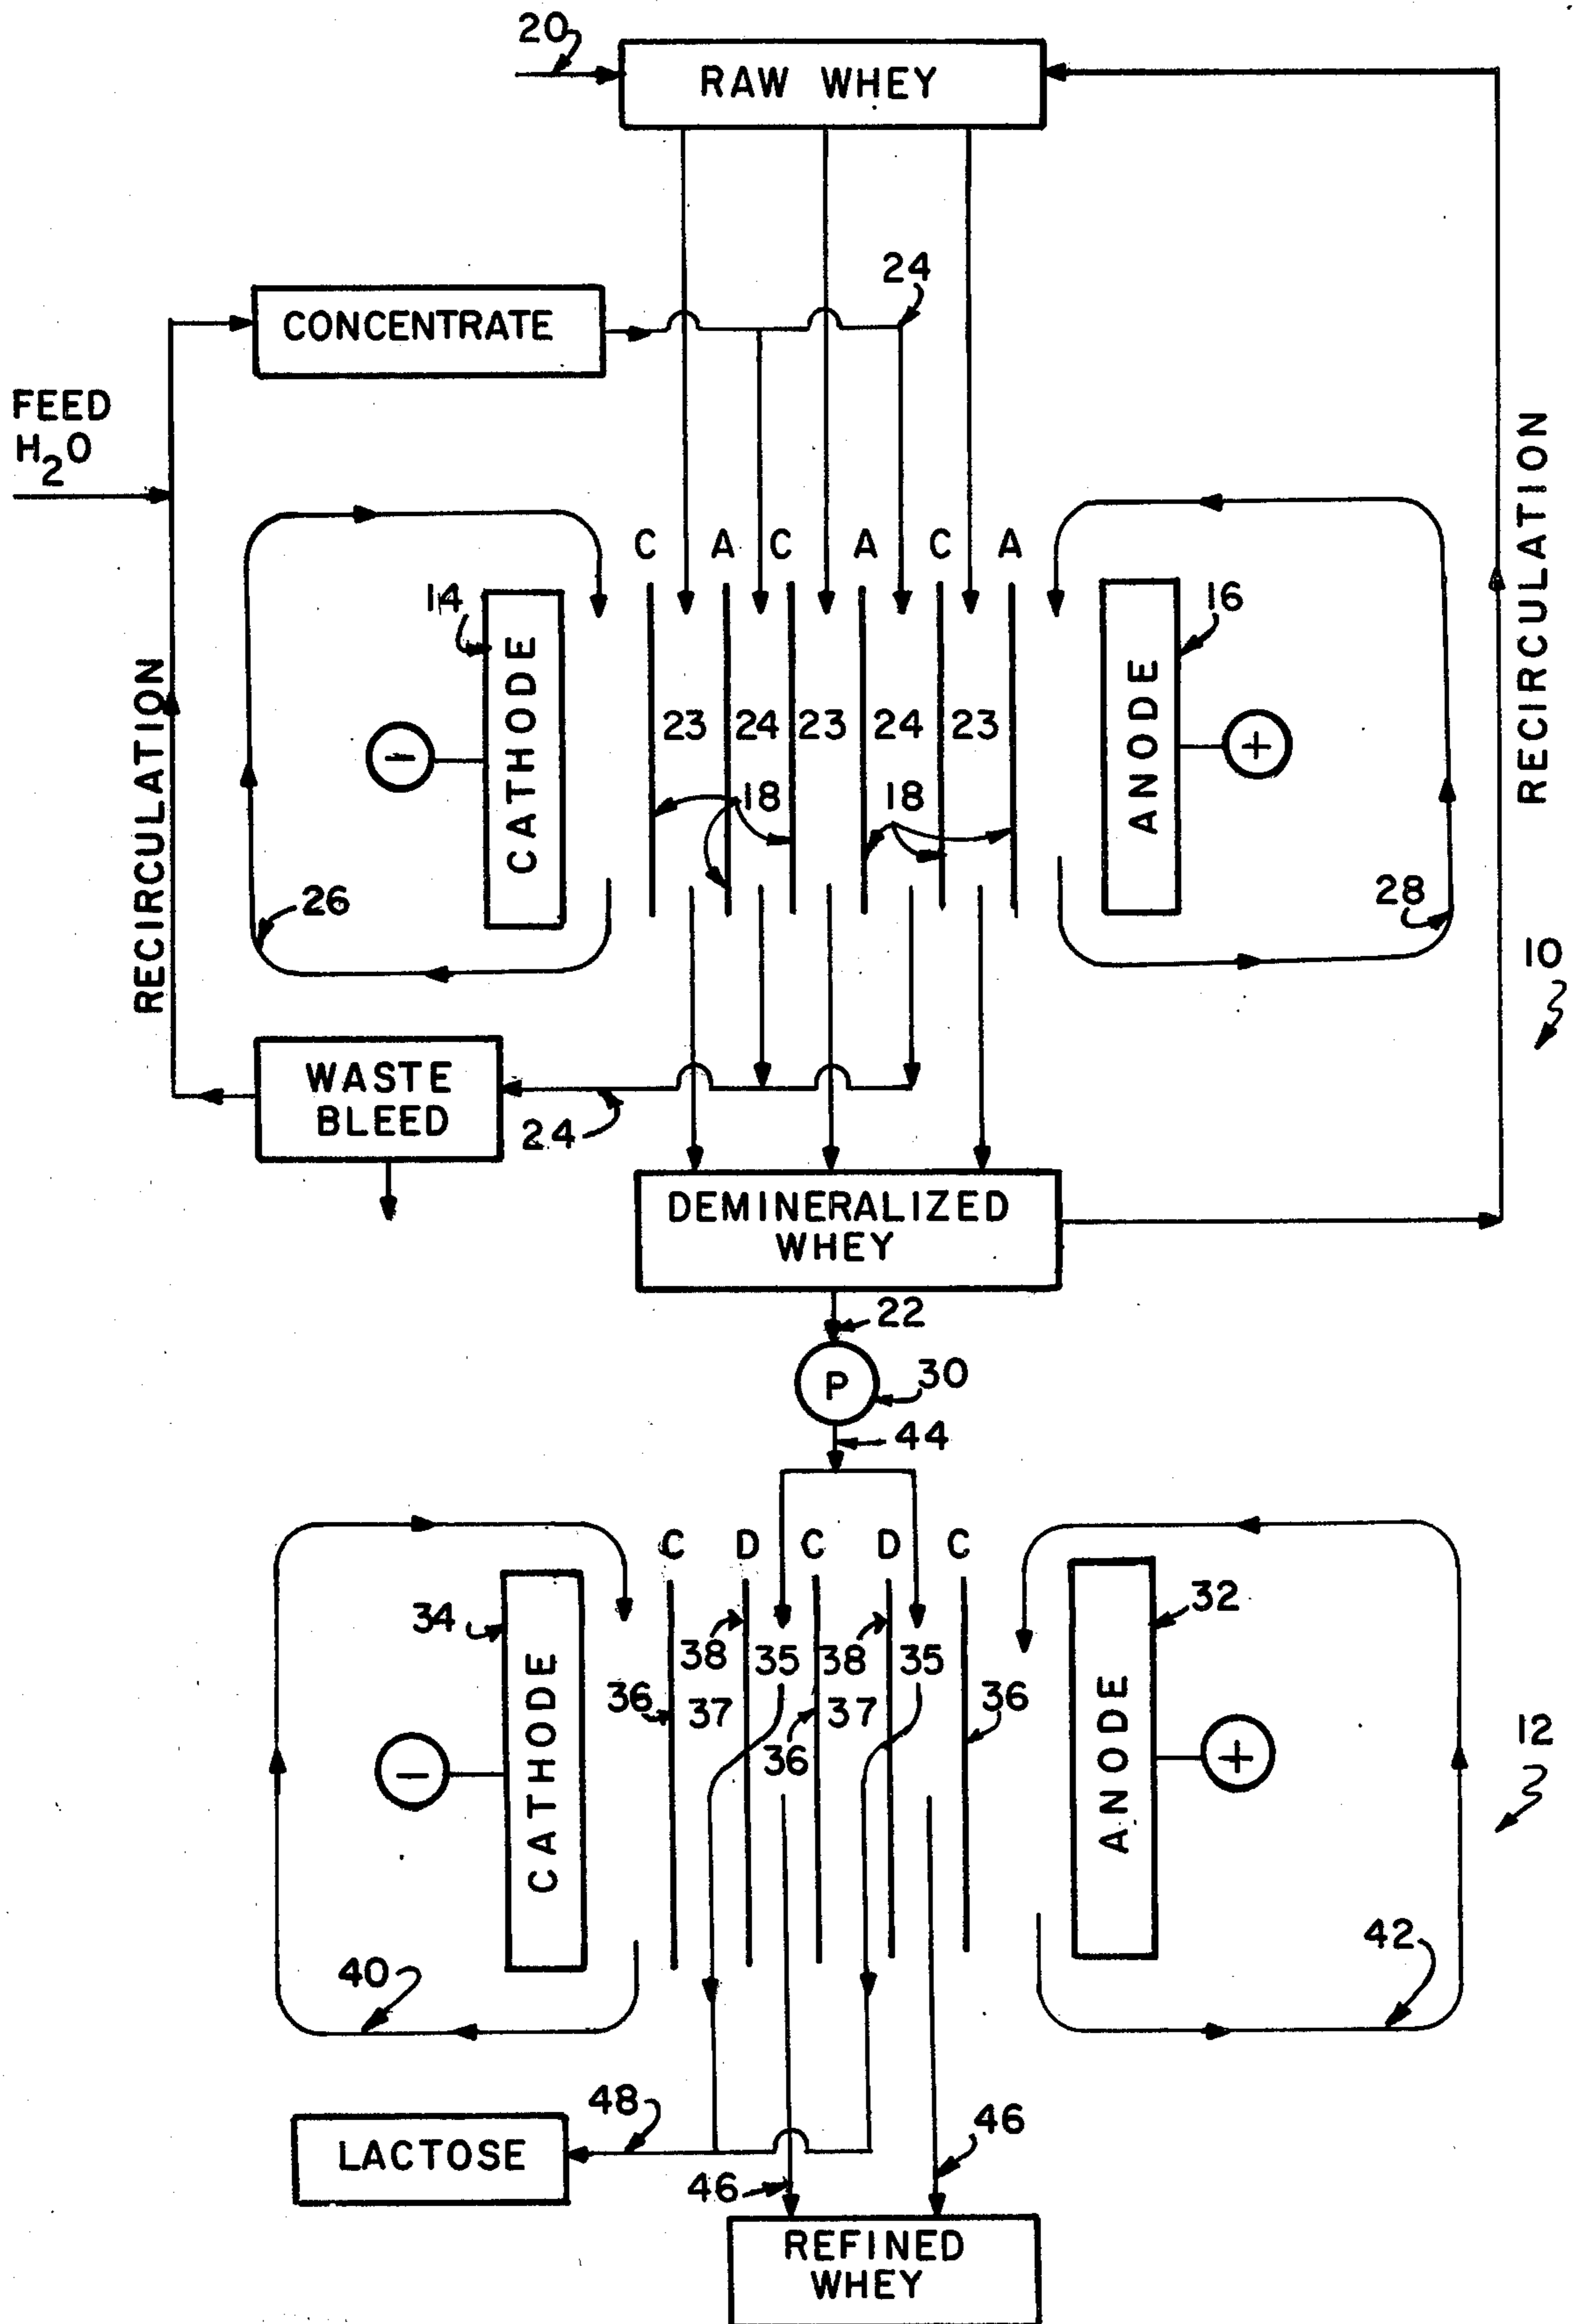 20
RAW WHEY
24
CONCENTRATE
FEED
H2O
RECIRCULATION
C A C A C A
14
16
CATHODE
ANODE
23 24 23 24 23
−
+
18 18
RECIRCULATION
26
28
10
WASTE
BLEED
24
DEMINERALIZED
WHEY
22
P
30
44
C D C D C
34
32
38 35 38 35
36 37 37 36
36
CATHODE
ANODE
−
+
12
40
42
48
46
LACTOSE
46
REFINED
WHEY